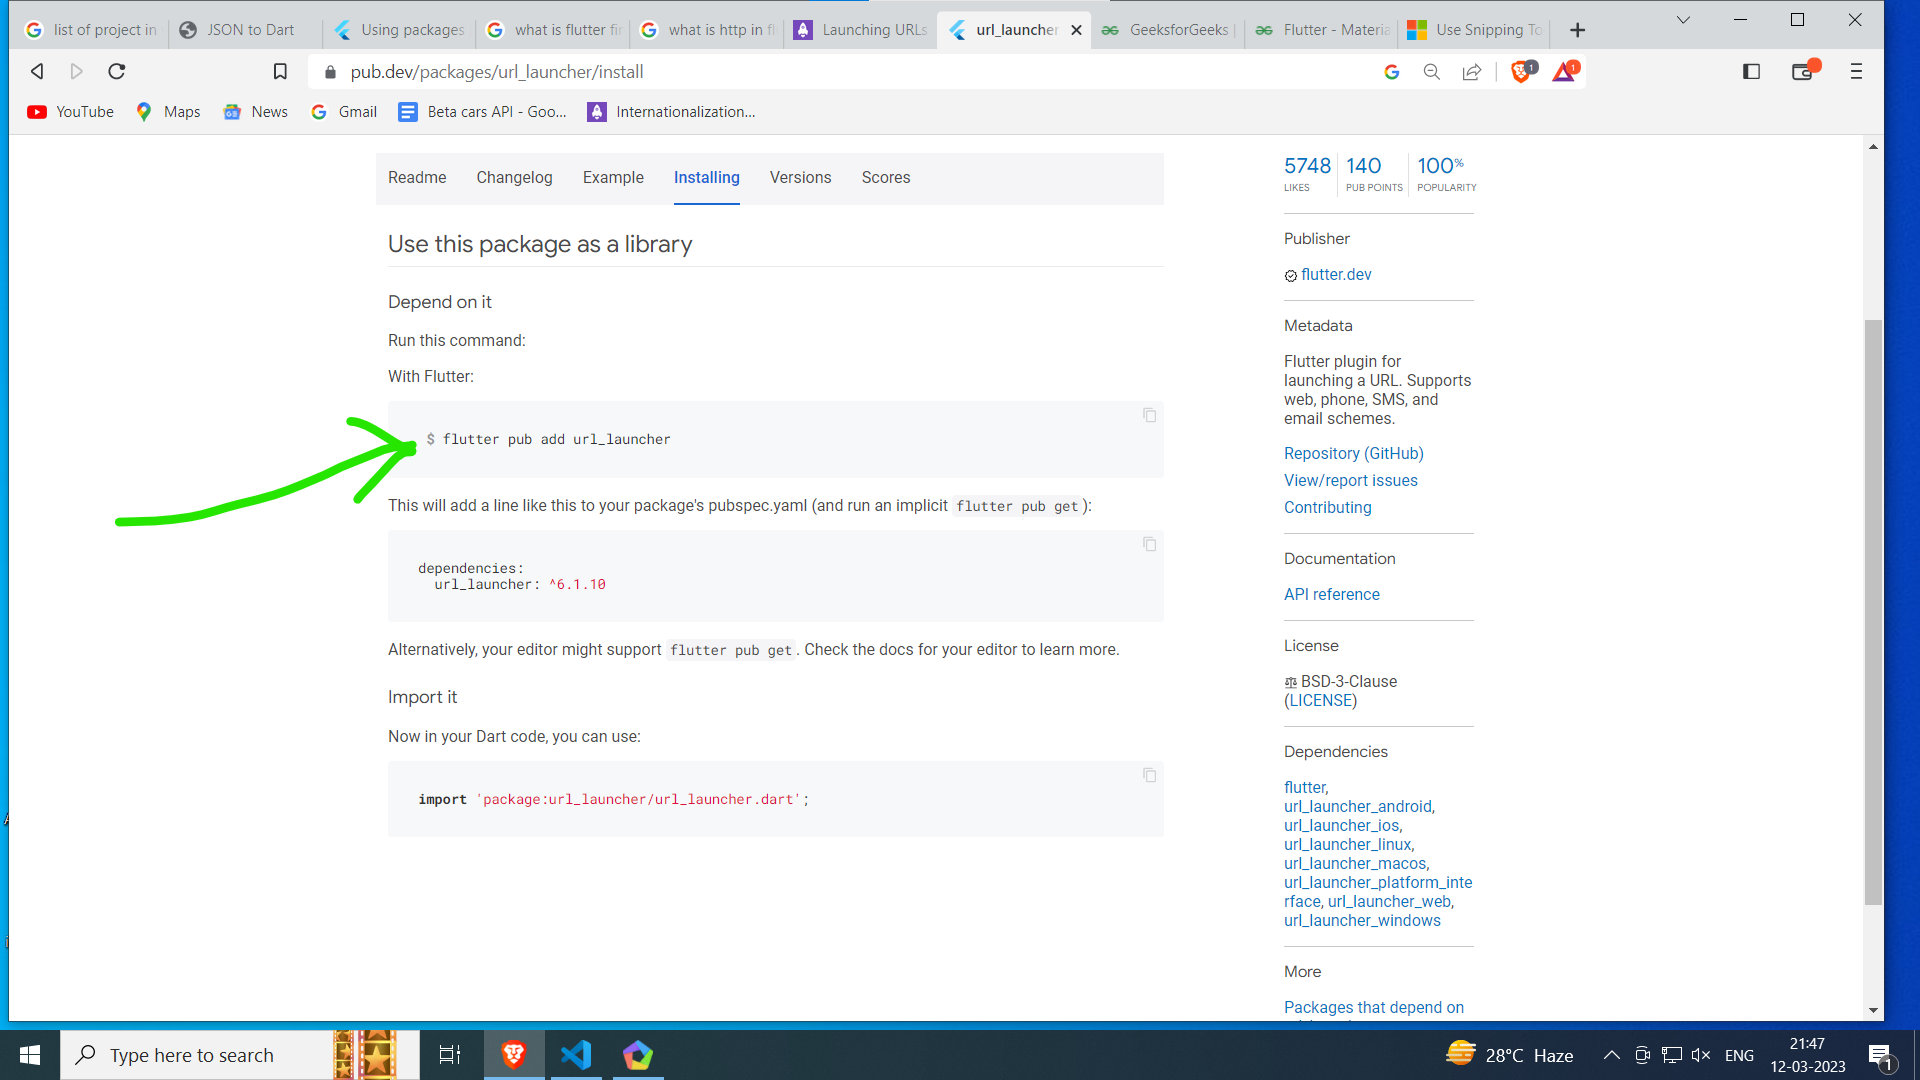 list of project in
JSON to Dart
Using packages
what is flutter fir
what is http in fl
Launching URLs
url_launcher
GeeksforGeeks |
Flutter - Materia
Use Snipping To
pub.dev/packages/url_launcher/install
1
1
YouTube
Maps
News
Gmail
Beta cars API - Goo...
Internationalization...
Readme
Changelog
Example
Installing
Versions
Scores
Use this package as a library
Depend on it
Run this command:
With Flutter:
$ flutter pub add url_launcher
This will add a line like this to your package's pubspec.yaml (and run an implicit flutter pub get):
dependencies:
url_launcher: ^6.1.10
Alternatively, your editor might support flutter pub get. Check the docs for your editor to learn more.
Import it
Now in your Dart code, you can use:
import 'package:url_launcher/url_launcher.dart';
5748 140 100%
LIKES PUB POINTS POPULARITY
Publisher
flutter.dev
Metadata
Flutter plugin for
launching a URL. Supports
web, phone, SMS, and
email schemes.
Repository (GitHub)
View/report issues
Contributing
Documentation
API reference
License
BSD-3-Clause
(LICENSE)
Dependencies
flutter,
url_launcher_android,
url_launcher_ios,
url_launcher_linux,
url_launcher_macos,
url_launcher_platform_inte
rface, url_launcher_web,
url_launcher_windows
More
Packages that depend on
Type here to search
28°C Haze
ENG
21:47
12-03-2023
1